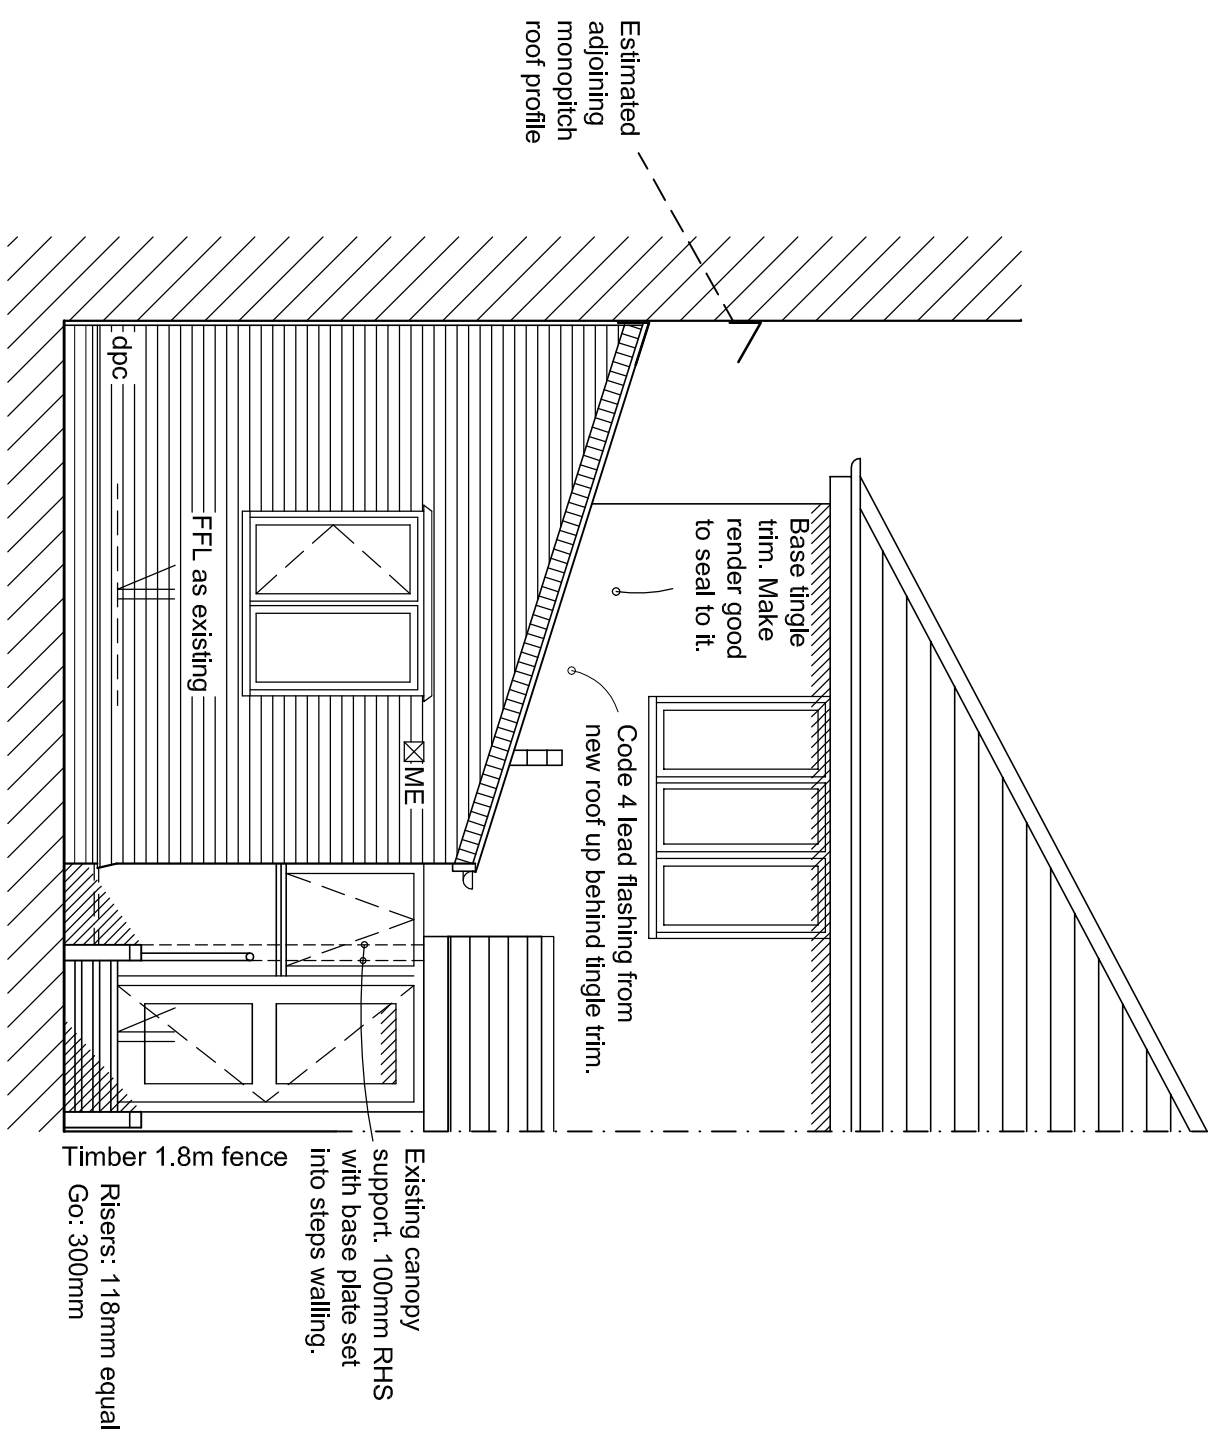 Estimated
adjoining
monopitch
roof profile
Base tingle
trim. Make
render good
to seal to it.
Code 4 lead flashing from
new roof up behind tingle trim.
ME
FFL as existing
dpc
Existing canopy
support. 100mm RHS
with base plate set
into steps walling.
Timber 1.8m fence
Risers: 118mm equal
Go: 300mm